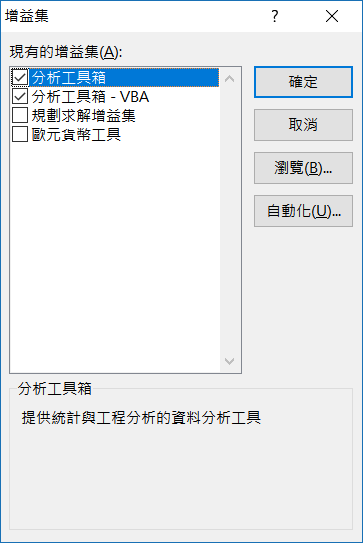 增益集
?
現有的增益集(A):
分析工具箱
分析工具箱 - VBA
規劃求解增益集
歐元貨幣工具
確定
取消
瀏覽(B)...
自動化(U)...
分析工具箱
提供統計與工程分析的資料分析工具